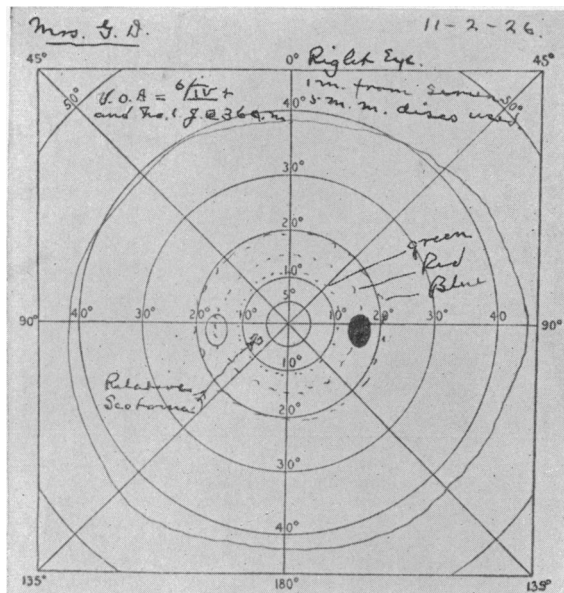 Mrs. G. D. 11-2-26.
Right Eye.
45° 0° 45°
50° V.O.A = 6/IV + 1 m. from screen 50°
and No. 1 J. @ 36 c.m. 5 m.m. discs used.
40°
30°
20°
green
10° Red
5° Blue
90° 40° 30° 20° 10° 10° 20° 30° 40° 90°
Relative
Scotoma
10°
20°
30°
40°
135° 180° 135°